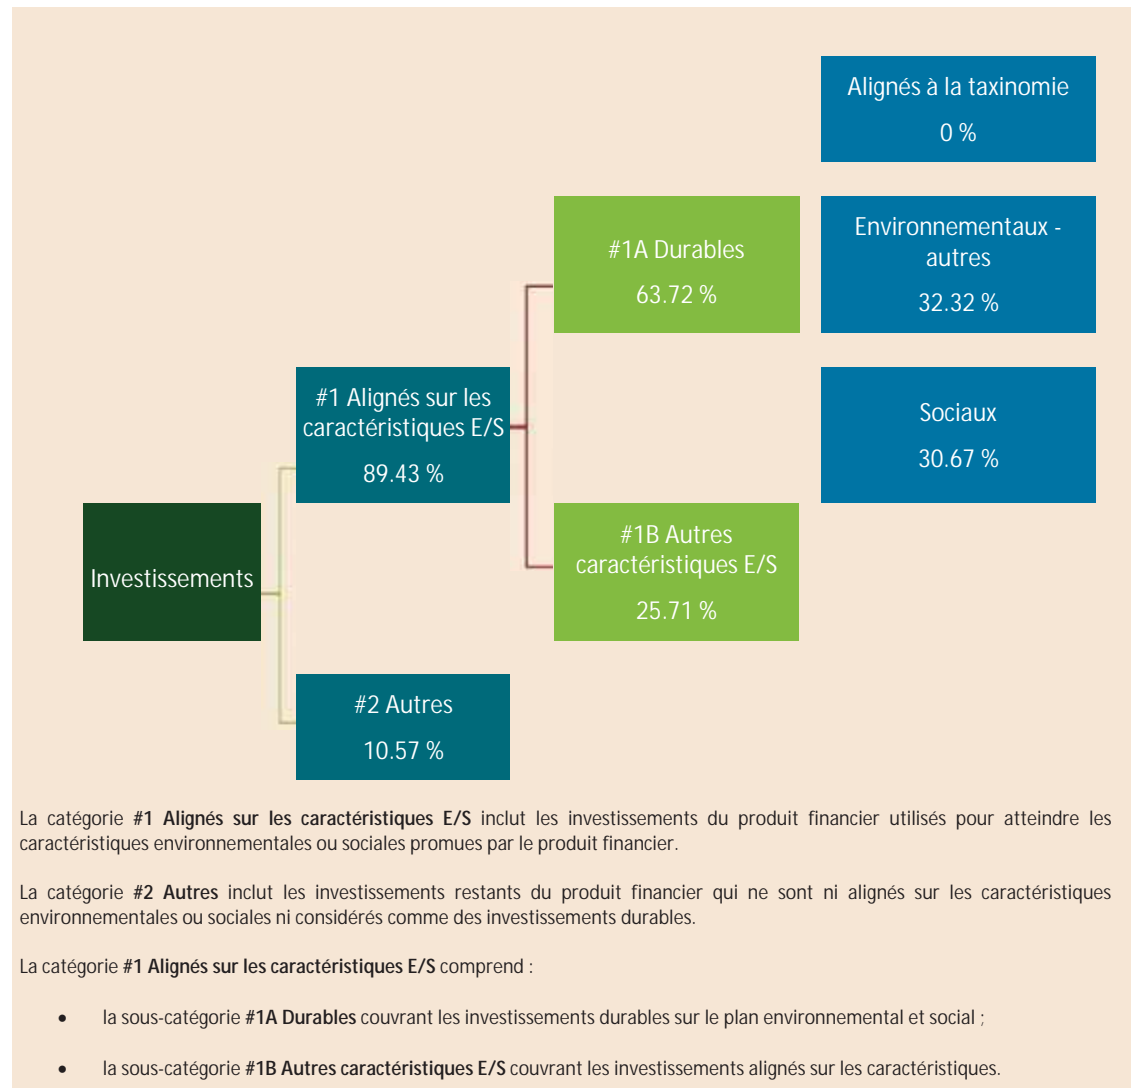 Alignés à la taxinomie
0 %
Environnementaux -
autres
32.32 %
#1A Durables
63.72 %
#1 Alignés sur les
caractéristiques E/S
89.43 %
Sociaux
30.67 %
Investissements
#1B Autres
caractéristiques E/S
25.71 %
#2 Autres
10.57 %
La catégorie #1 Alignés sur les caractéristiques E/S inclut les investissements du produit financier utilisés pour atteindre les
caractéristiques environnementales ou sociales promues par le produit financier.
La catégorie #2 Autres inclut les investissements restants du produit financier qui ne sont ni alignés sur les caractéristiques
environnementales ou sociales ni considérés comme des investissements durables.
La catégorie #1 Alignés sur les caractéristiques E/S comprend :
• la sous-catégorie #1A Durables couvrant les investissements durables sur le plan environnemental et social ;
• la sous-catégorie #1B Autres caractéristiques E/S couvrant les investissements alignés sur les caractéristiques.